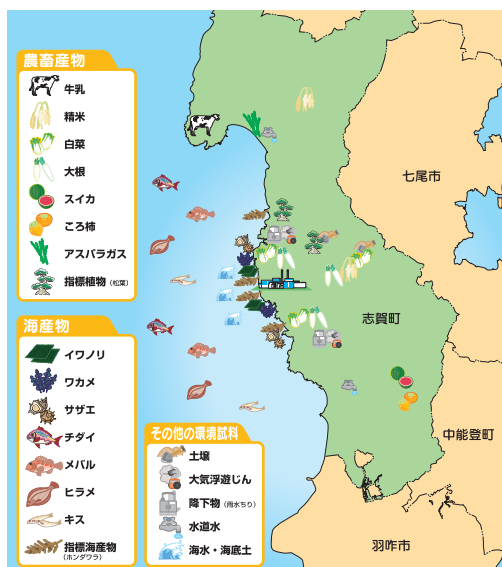 農畜産物
牛乳
精米
白菜
大根
スイカ
ころ柿
アスパラガス
指標植物（松葉）
海産物
イワノリ
ワカメ
サザエ
チダイ
メバル
ヒラメ
キス
指標海産物
（ホンダワラ）
その他の環境試料
土壌
大気浮遊じん
降下物（雨水ちり）
水道水
海水・海底土
七尾市
志賀町
中能登町
羽咋市